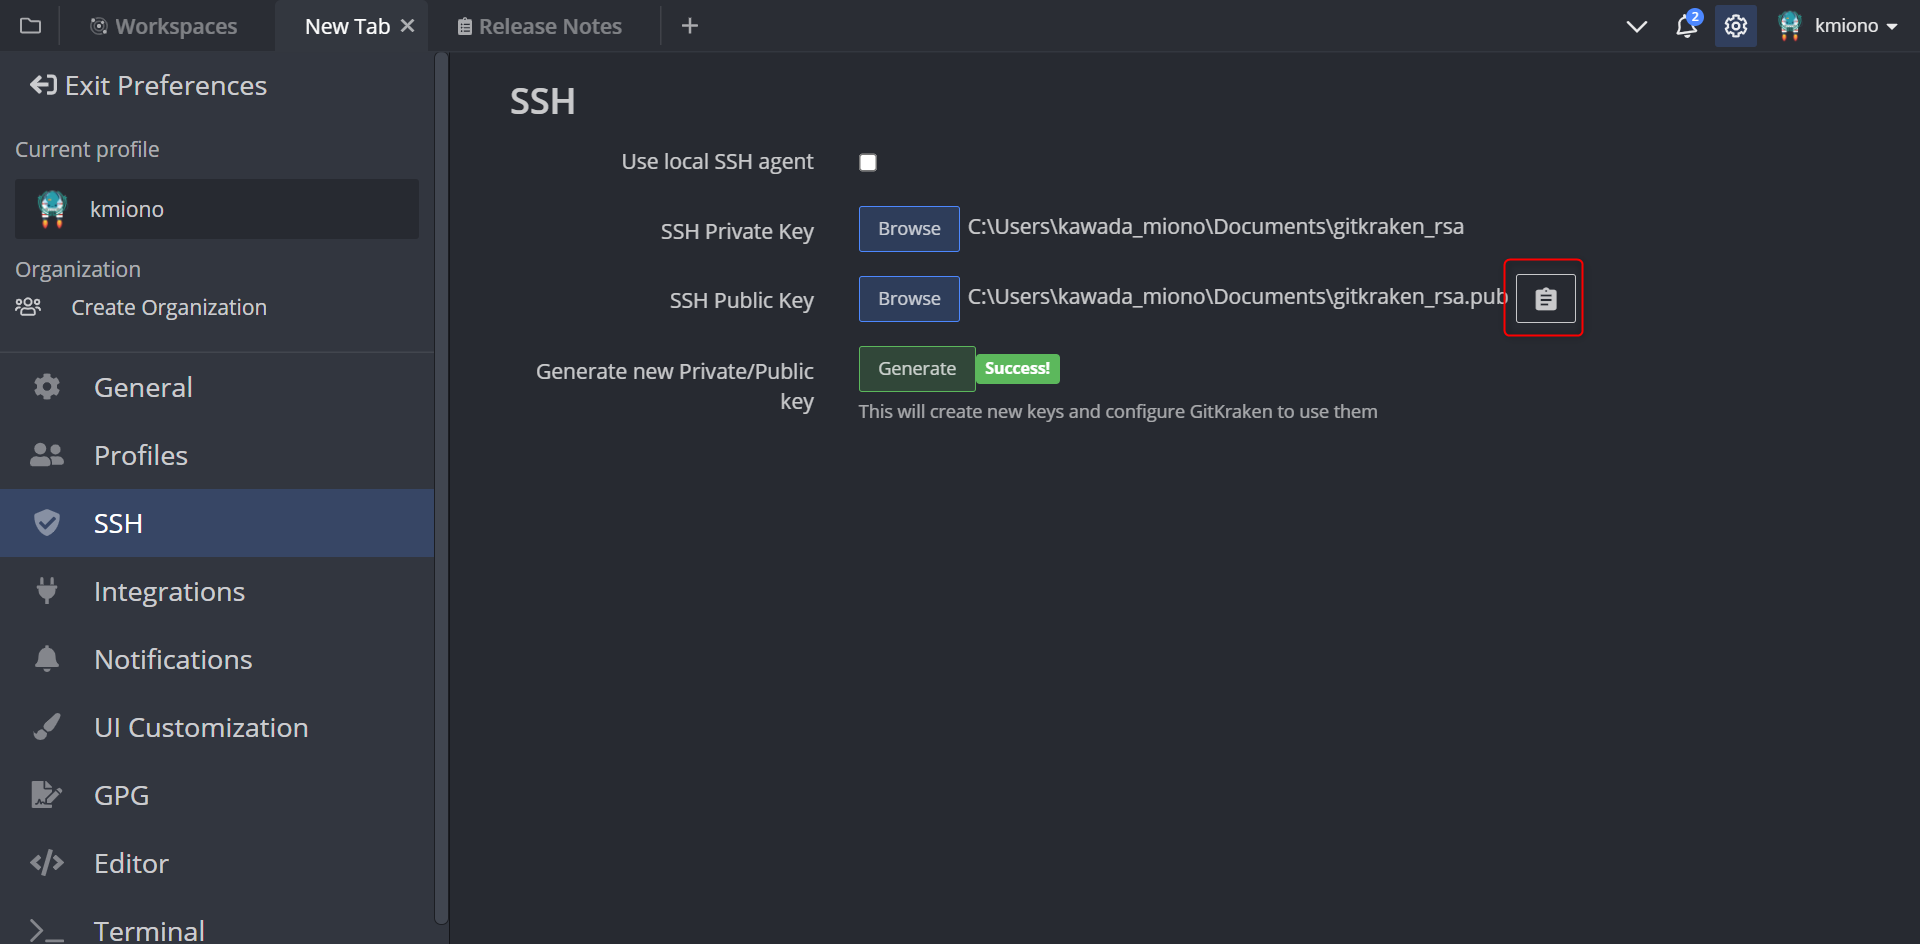 Workspaces
New Tab
Release Notes
2
kmiono
Exit Preferences
Current profile
kmiono
Organization
Create Organization
General
Profiles
SSH
Integrations
Notifications
UI Customization
GPG
Editor
Terminal
SSH
Use local SSH agent
SSH Private Key
Browse
C:\Users\kawada_miono\Documents\gitkraken_rsa
SSH Public Key
Browse
C:\Users\kawada_miono\Documents\gitkraken_rsa.pub
Generate new Private/Public
key
Generate
Success!
This will create new keys and configure GitKraken to use them